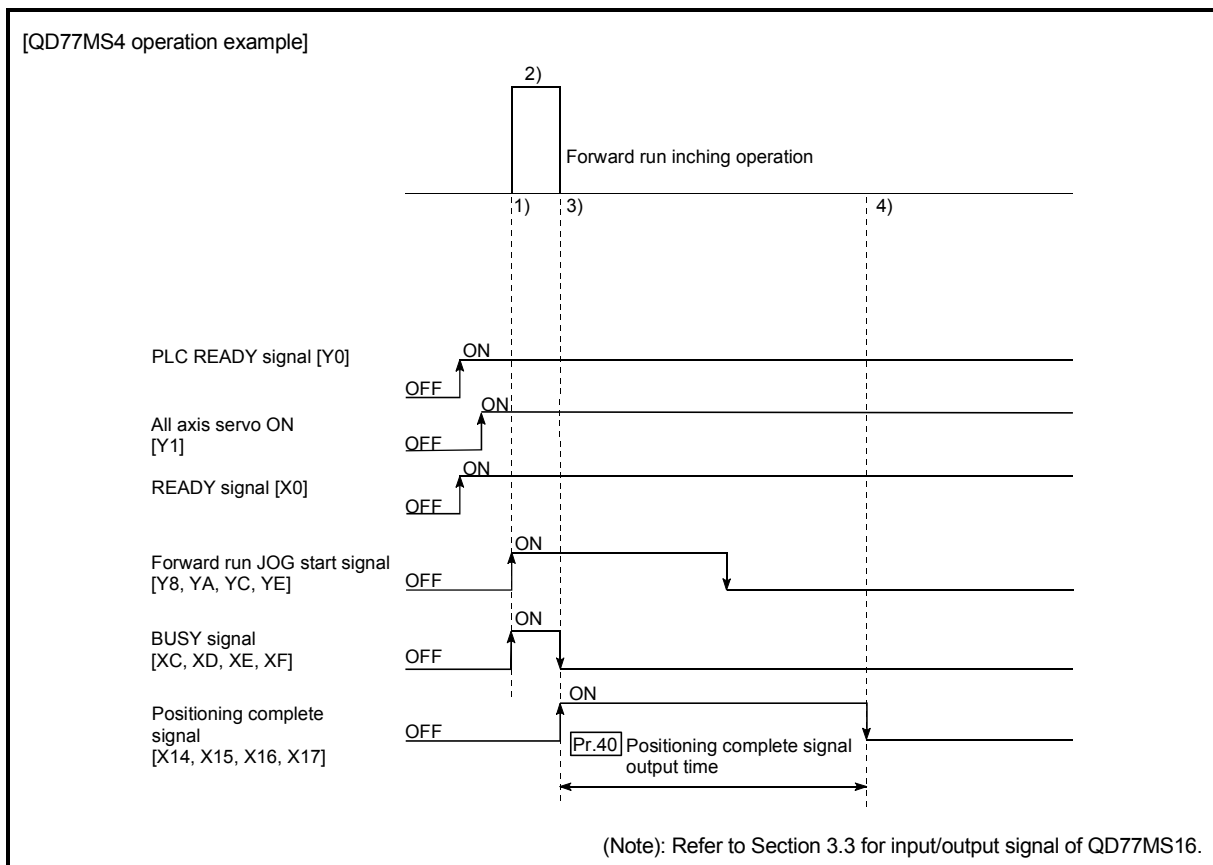 [QD77MS4 operation example]
2)
Forward run inching operation
1)
3)
4)
PLC READY signal [Y0]
ON
OFF
All axis servo ON
[Y1]
ON
OFF
READY signal [X0]
ON
OFF
Forward run JOG start signal
[Y8, YA, YC, YE]
ON
OFF
BUSY signal
[XC, XD, XE, XF]
ON
OFF
Positioning complete
signal
[X14, X15, X16, X17]
ON
OFF
Pr.40 Positioning complete signal
output time
(Note): Refer to Section 3.3 for input/output signal of QD77MS16.